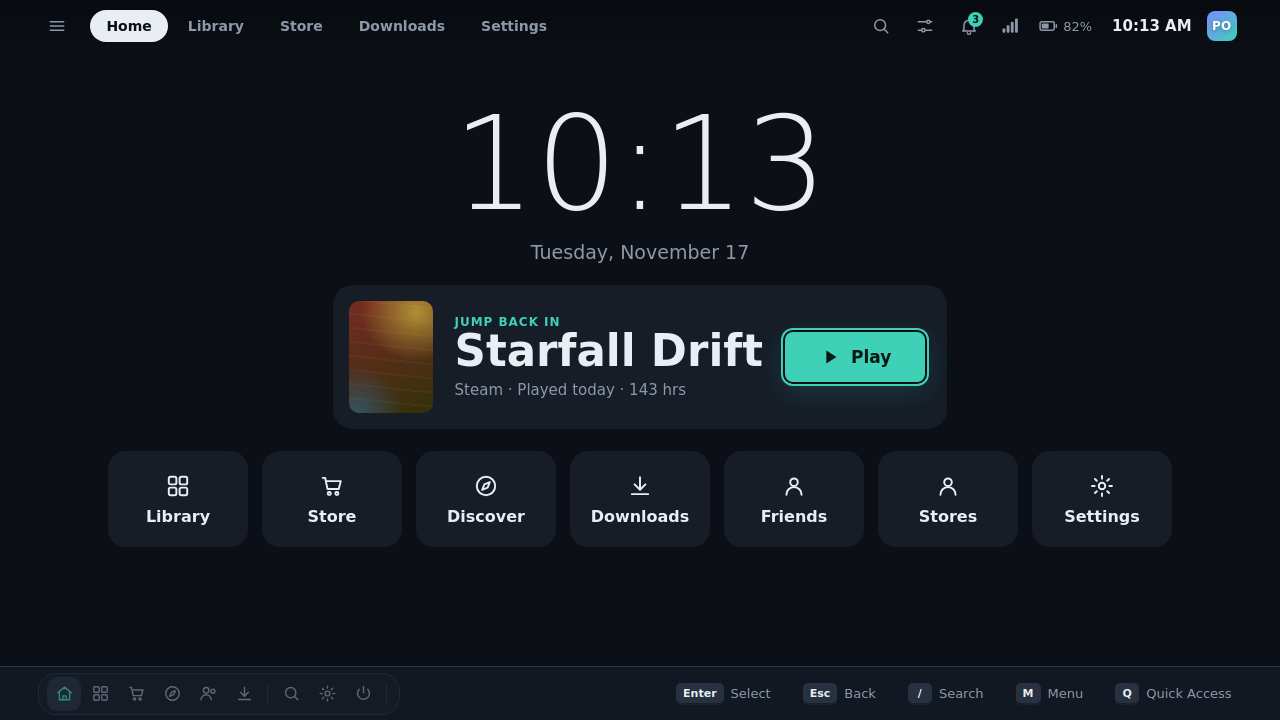 Home Library Store Downloads Settings 3 82% 10:13 AM PO
10:13
Tuesday, November 17
JUMP BACK IN
Starfall Drift
Steam · Played today · 143 hrs
Play
Library Store Discover Downloads Friends Stores Settings
Enter Select Esc Back / Search M Menu Q Quick Access